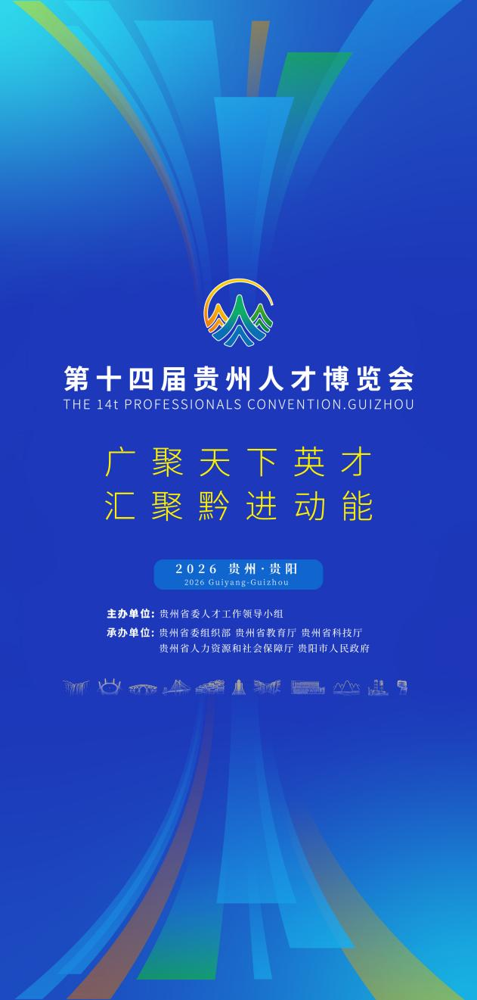 第十四届贵州人才博览会
THE 14t PROFESSIONALS CONVENTION.GUIZHOU
广聚天下英才
汇聚黔进动能
2026 贵州·贵阳
2026 Guiyang-Guizhou
主办单位: 贵州省委人才工作领导小组
承办单位: 贵州省委组织部 贵州省教育厅 贵州省科技厅
贵州省人力资源和社会保障厅 贵阳市人民政府